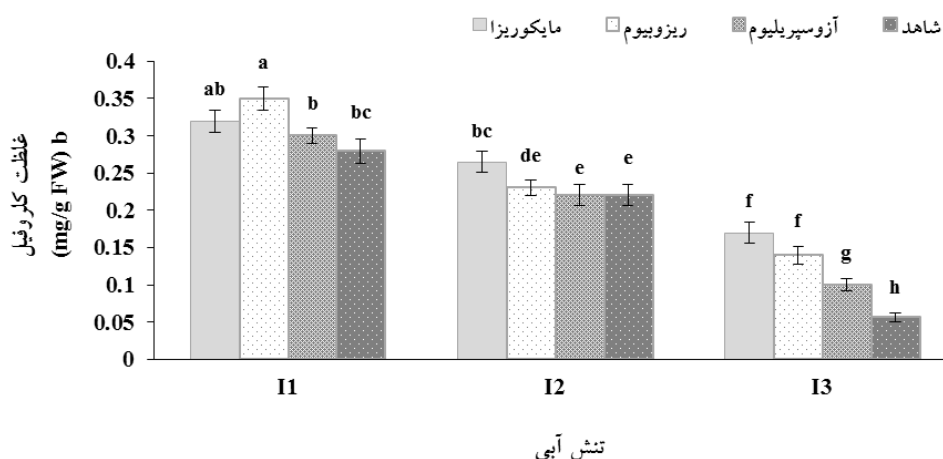 مایکوریزا ریزوبیوم آزوسپریلیوم شاهد
غلظت کلروفیل
(mg/g FW) b
0.4
0.35
0.3
0.25
0.2
0.15
0.1
0.05
0
ab a b bc
bc de e e
f f g h
I1 I2 I3
تنش آبی